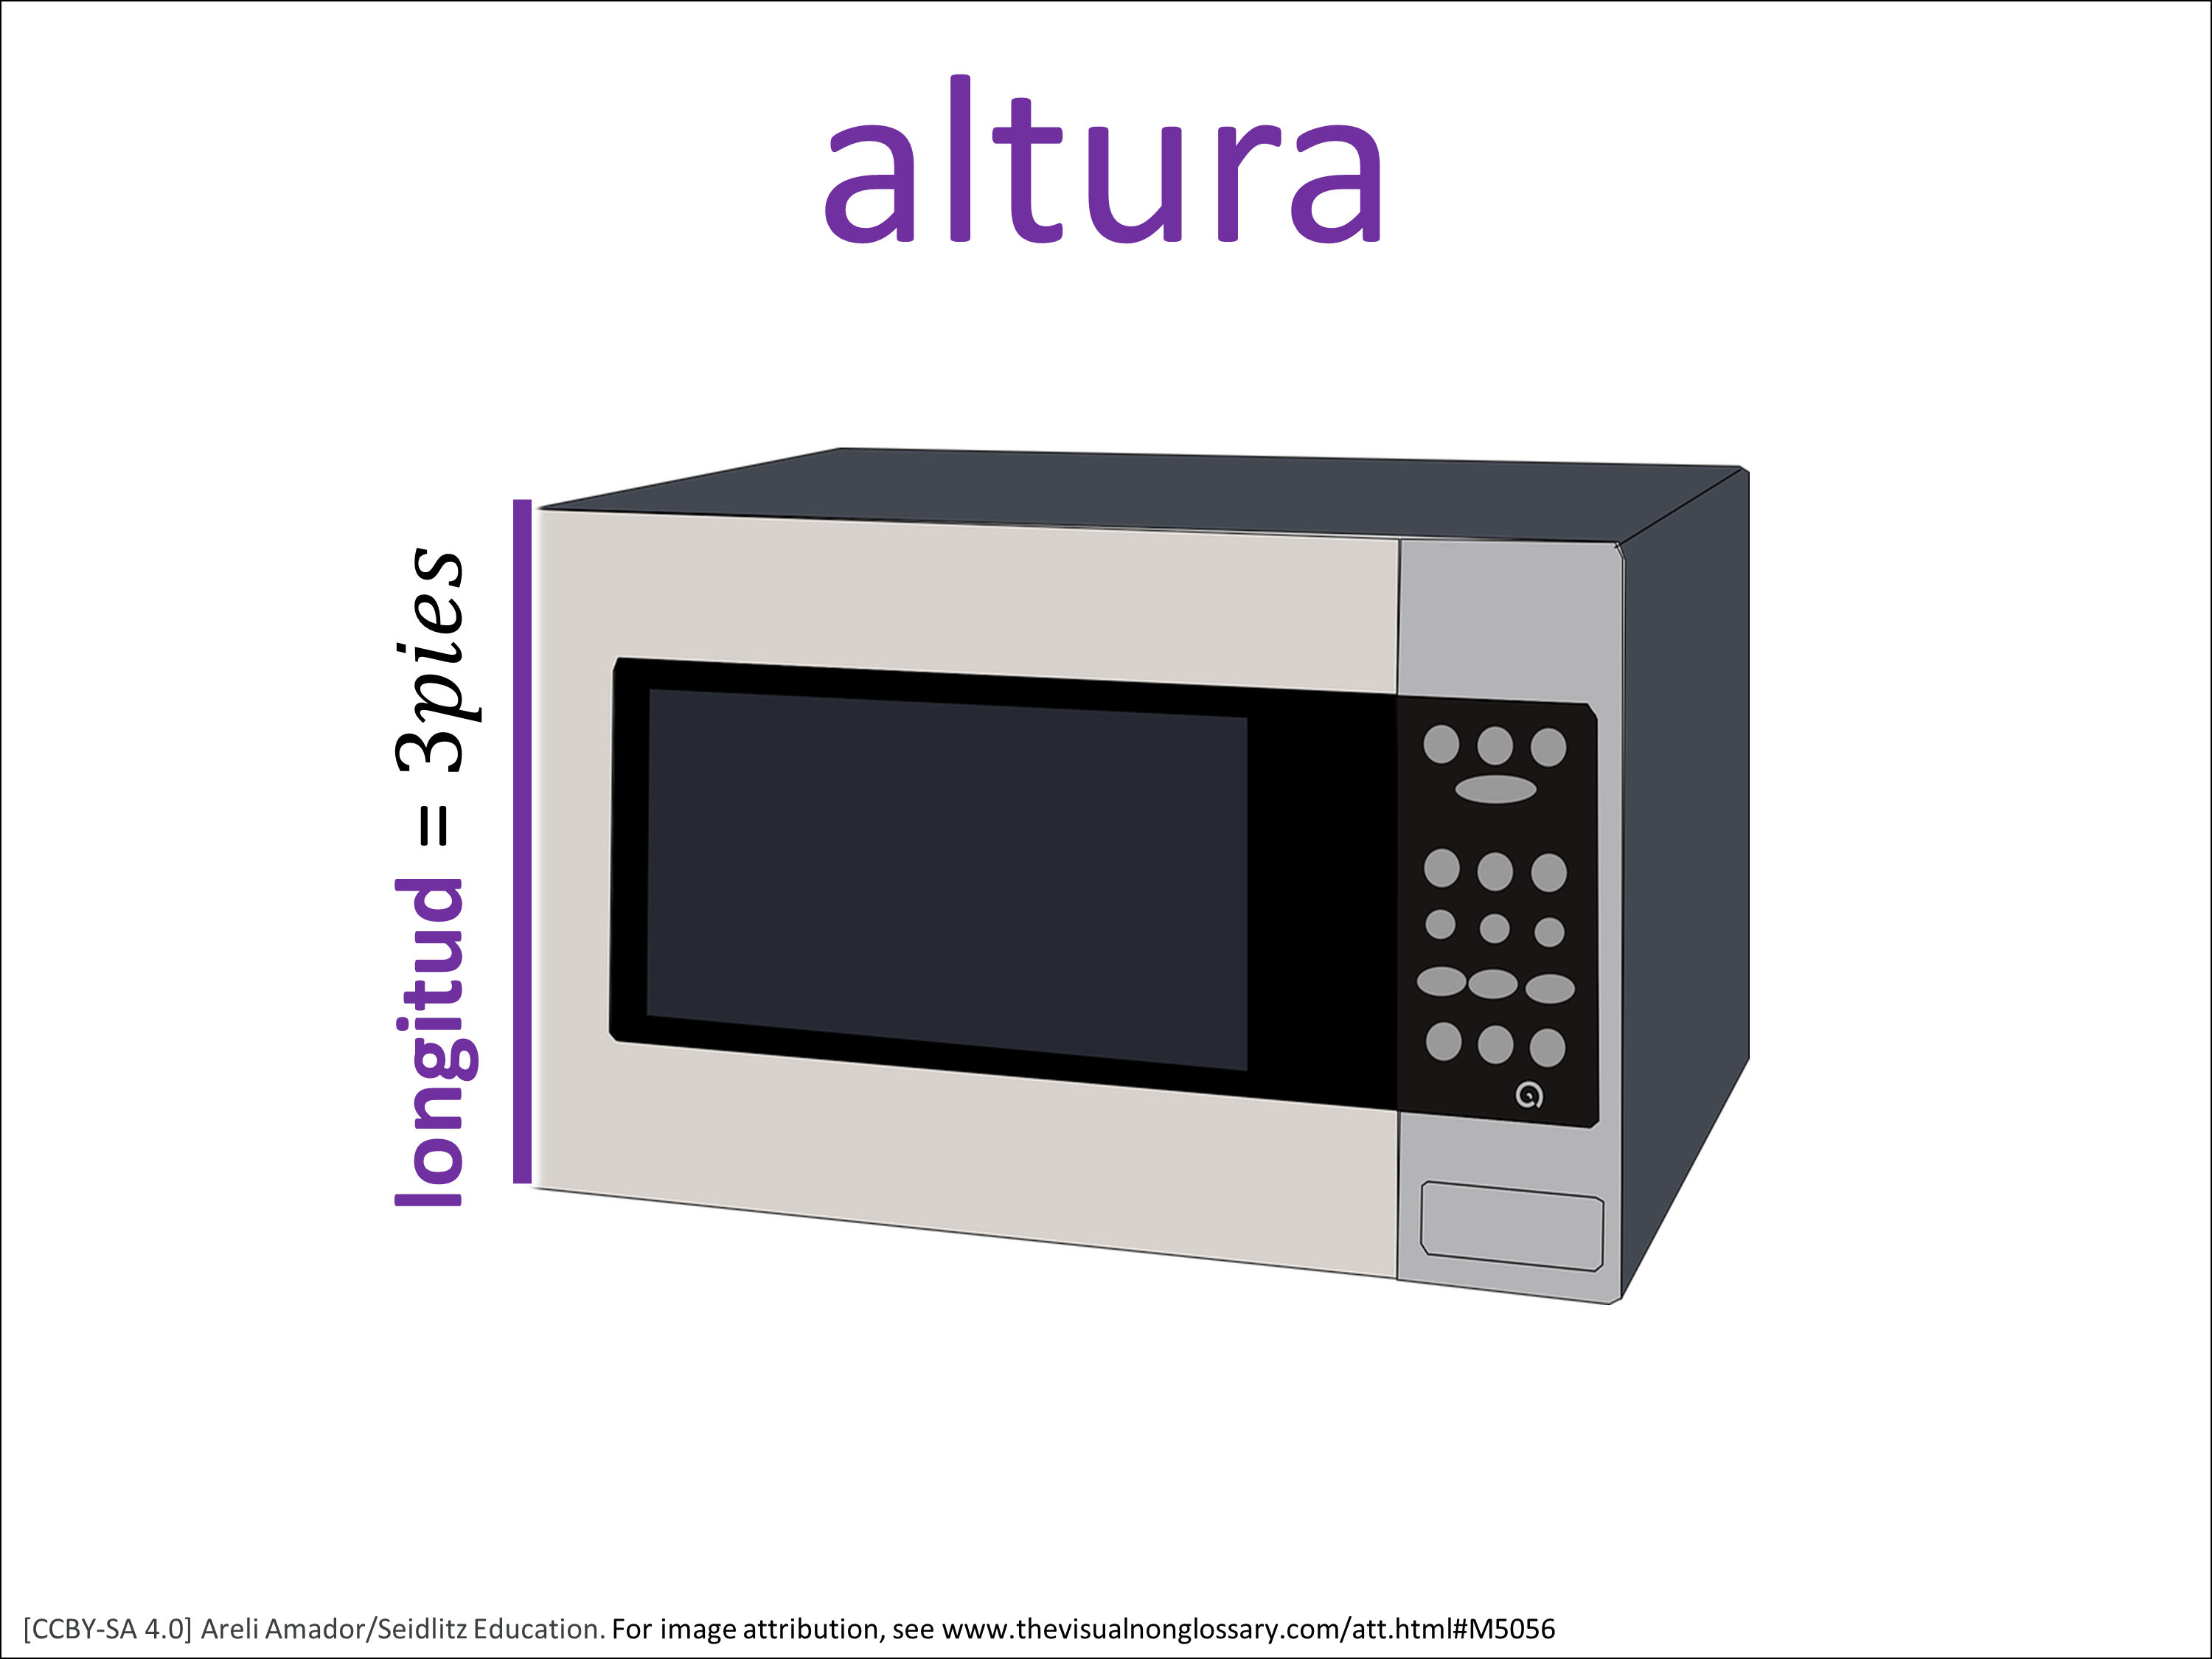 altura
longitud = 3pies
[CCBY-SA 4.0] Areli Amador/Seidlitz Education. For image attribution, see www.thevisualnonglossary.com/att.html#M5056